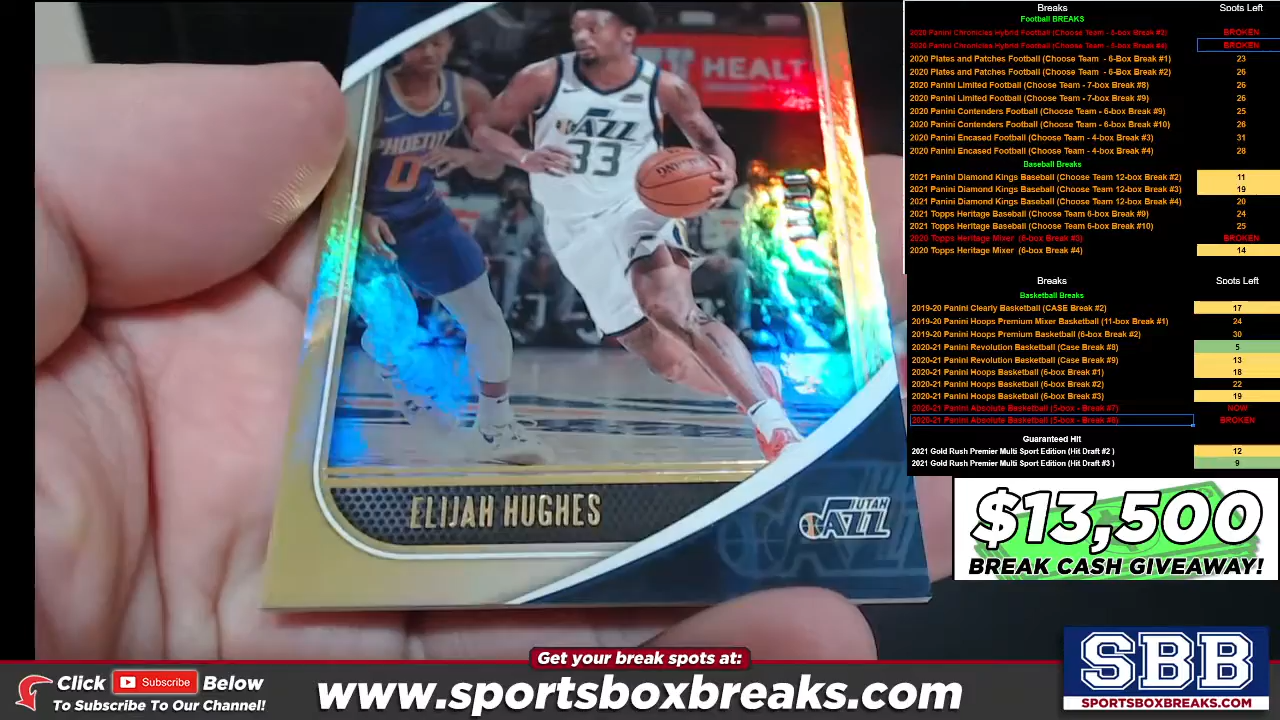 HEALT
JAZZ
33
0
SPALDING
ELIJAH HUGHES
UTAH
JAZZ
Breaks Spots Left
Football BREAKS
2020 Panini Chronicles Hybrid Football (Choose Team - 8-box Break #3) BROKEN
2020 Panini Chronicles Hybrid Football (Choose Team - 8-box Break #4) BROKEN
2020 Plates and Patches Football (Choose Team - 6-Box Break #1) 23
2020 Plates and Patches Football (Choose Team - 6-Box Break #2) 26
2020 Panini Limited Football (Choose Team - 7-box Break #8) 26
2020 Panini Limited Football (Choose Team - 7-box Break #9) 26
2020 Panini Contenders Football (Choose Team - 6-box Break #9) 25
2020 Panini Contenders Football (Choose Team - 6-box Break #10) 26
2020 Panini Encased Football (Choose Team - 4-box Break #3) 31
2020 Panini Encased Football (Choose Team - 4-box Break #4) 28
Baseball Breaks
2021 Panini Diamond Kings Baseball (Choose Team 12-box Break #2) 11
2021 Panini Diamond Kings Baseball (Choose Team 12-box Break #3) 19
2021 Panini Diamond Kings Baseball (Choose Team 12-box Break #4) 20
2021 Topps Heritage Baseball (Choose Team 6-box Break #9) 24
2021 Topps Heritage Baseball (Choose Team 6-box Break #10) 25
2020 Topps Heritage Mixer (6-box Break #3) BROKEN
2020 Topps Heritage Mixer (6-box Break #4) 14
Breaks Spots Left
Basketball Breaks
2019-20 Panini Clearly Basketball (CASE Break #2) 17
2019-20 Panini Hoops Premium Mixer Basketball (11-box Break #1) 24
2019-20 Panini Hoops Premium Basketball (6-box Break #2) 30
2020-21 Panini Revolution Basketball (Case Break #8) 5
2020-21 Panini Revolution Basketball (Case Break #9) 13
2020-21 Panini Hoops Basketball (6-box Break #1) 18
2020-21 Panini Hoops Basketball (6-box Break #2) 22
2020-21 Panini Hoops Basketball (6-box Break #3) 19
2020-21 Panini Absolute Basketball (5-box - Break #7) NOW
2020-21 Panini Absolute Basketball (5-box - Break #8) BROKEN
Guaranteed Hit
2021 Gold Rush Premier Multi Sport Edition (Hit Draft #2 ) 12
2021 Gold Rush Premier Multi Sport Edition (Hit Draft #3 ) 9
$13,500
BREAK CASH GIVEAWAY!
Get your break spots at:
Click Subscribe Below
To Subscribe To Our Channel!
www.sportsboxbreaks.com
SBB
SPORTSBOXBREAKS.COM